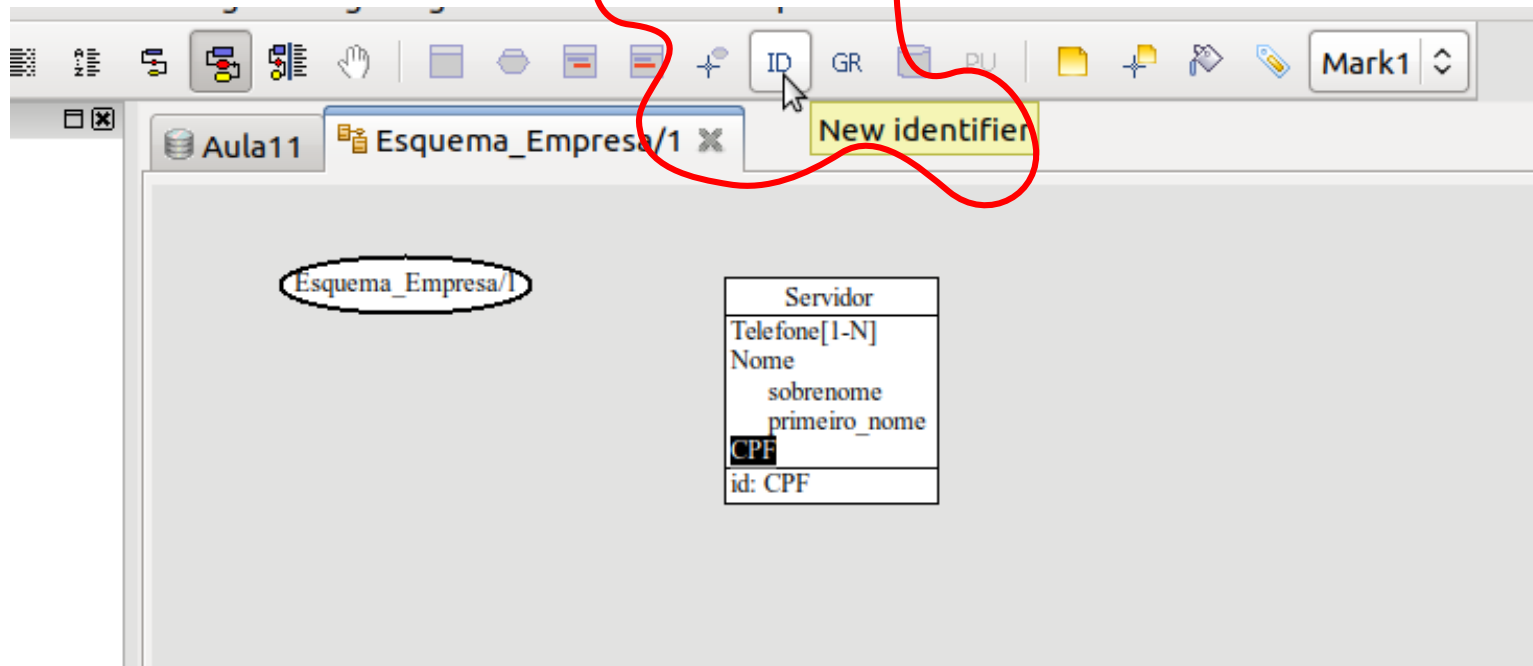 ID GR PU Mark1
New identifier
Aula11 Esquema_Empresa/1
Esquema_Empresa/1
Servidor
Telefone[1-N]
Nome
sobrenome
primeiro_nome
CPF
id: CPF